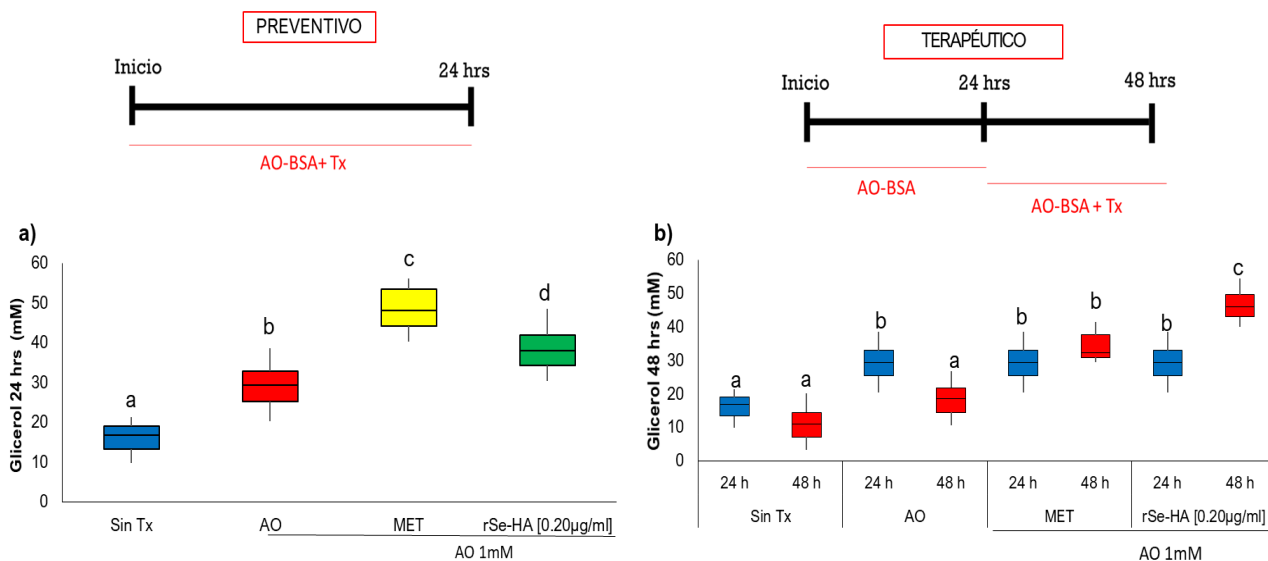 PREVENTIVO
Inicio 24 hrs
AO-BSA+ Tx
TERAPÉUTICO
Inicio 24 hrs 48 hrs
AO-BSA
AO-BSA + Tx
a)
Glicerol 24 hrs (mM)
60
50
40
30
20
10
0
a b c d
Sin Tx AO MET rSe-HA [0.20µg/ml]
AO 1mM
b)
Glicerol 48 hrs (mM)
60
50
40
30
20
10
0
a a b a b b b c
24 h 48 h 24 h 48 h 24 h 48 h 24 h 48 h
Sin Tx AO MET rSe-HA [0.20µg/ml]
AO 1mM